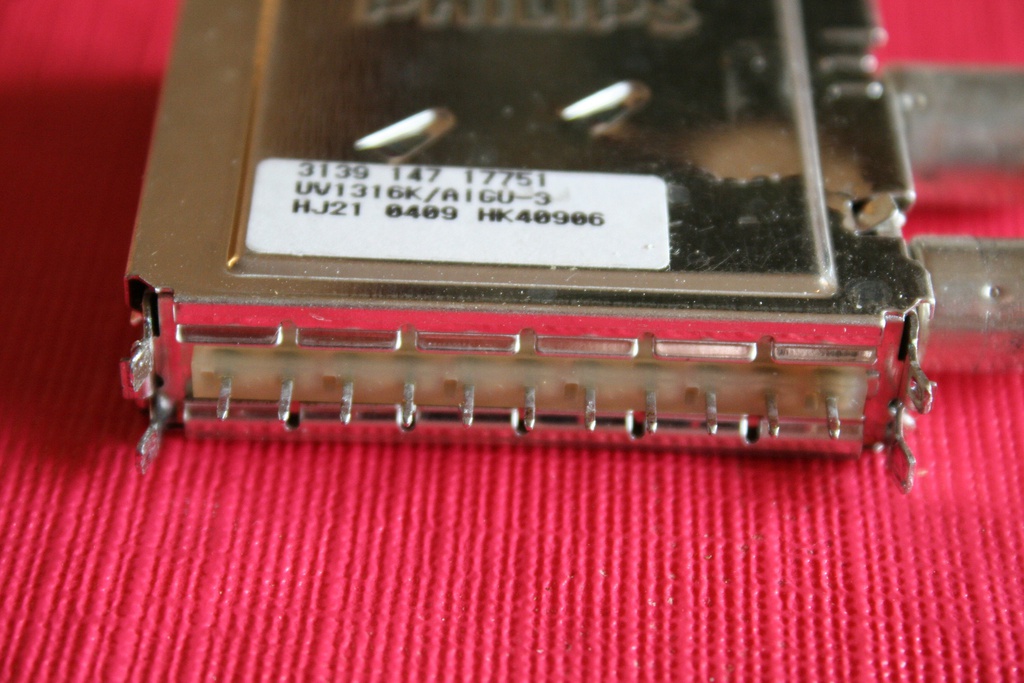 PHILIPS
3139 147 17751
UV1316K/AIGU-3
HJ21 0409 HK40906